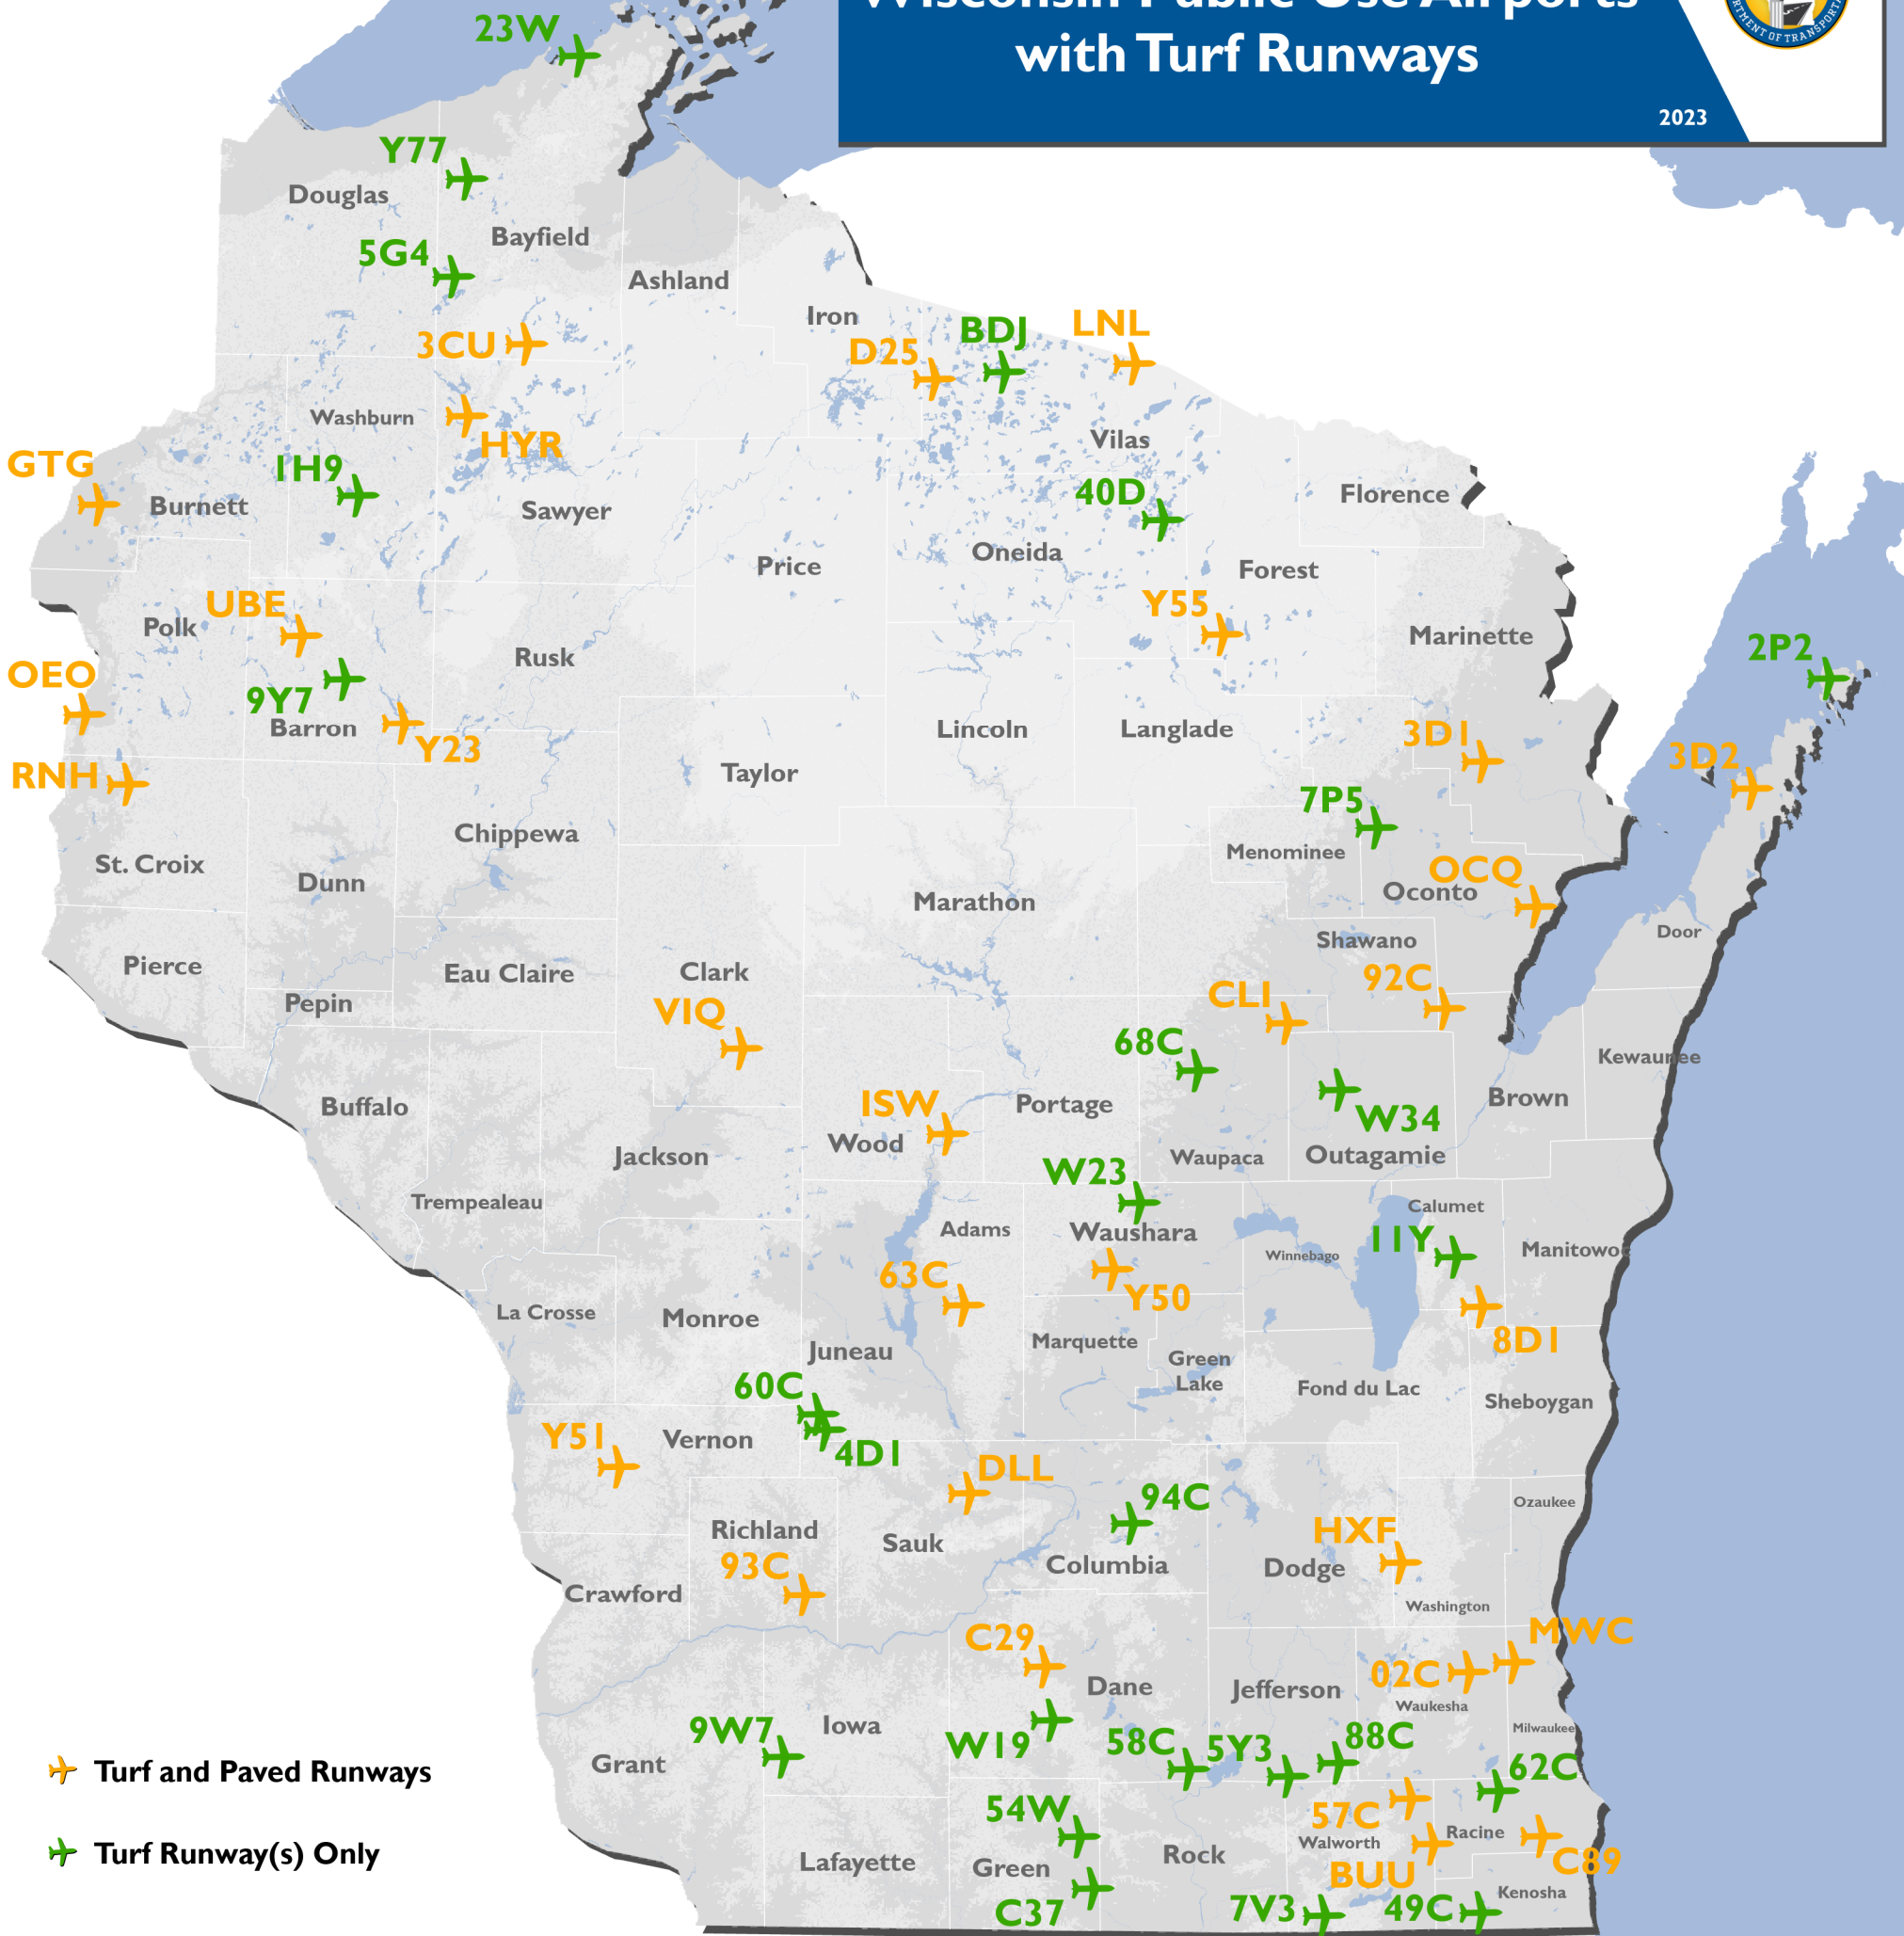 Wisconsin Public Use Airports
with Turf Runways
2023
RTMENT OF TRANSPORTA
23W
Y77
Douglas
Bayfield
5G4
Ashland
Iron
3CU
D25
BDJ
LNL
Washburn
HYR
Vilas
GTG
1H9
Burnett
Sawyer
40D
Florence
Oneida
Price
Forest
UBE
Polk
Y55
Rusk
Marinette
2P2
OEO
9Y7
Barron
Y23
Lincoln
Langlade
3D1
3D2
RNH
Taylor
7P5
Chippewa
St. Croix
Menominee
Dunn
OCQ
Oconto
Marathon
Door
Shawano
Pierce
Eau Claire
Clark
92C
Pepin
VIQ
CLI
68C
Kewaunee
Buffalo
ISW
Portage
Brown
W34
Wood
Jackson
Waupaca
Outagamie
W23
Trempealeau
Adams
Waushara
Calumet
11Y
Winnebago
Manitowoc
63C
Y50
La Crosse
Monroe
Juneau
Marquette
8D1
Green
Lake
60C
Fond du Lac
Sheboygan
Y51
Vernon
4D1
DLL
94C
Ozaukee
Richland
Sauk
HXF
93C
Columbia
Dodge
Crawford
Washington
C29
MWC
02C
Dane
Jefferson
Waukesha
9W7
Iowa
W19
58C
5Y3
88C
Milwaukee
Grant
62C
Turf and Paved Runways
54W
57C
Walworth
Racine
Turf Runway(s) Only
Lafayette
Green
Rock
BUU
C89
C37
7V3
49C
Kenosha